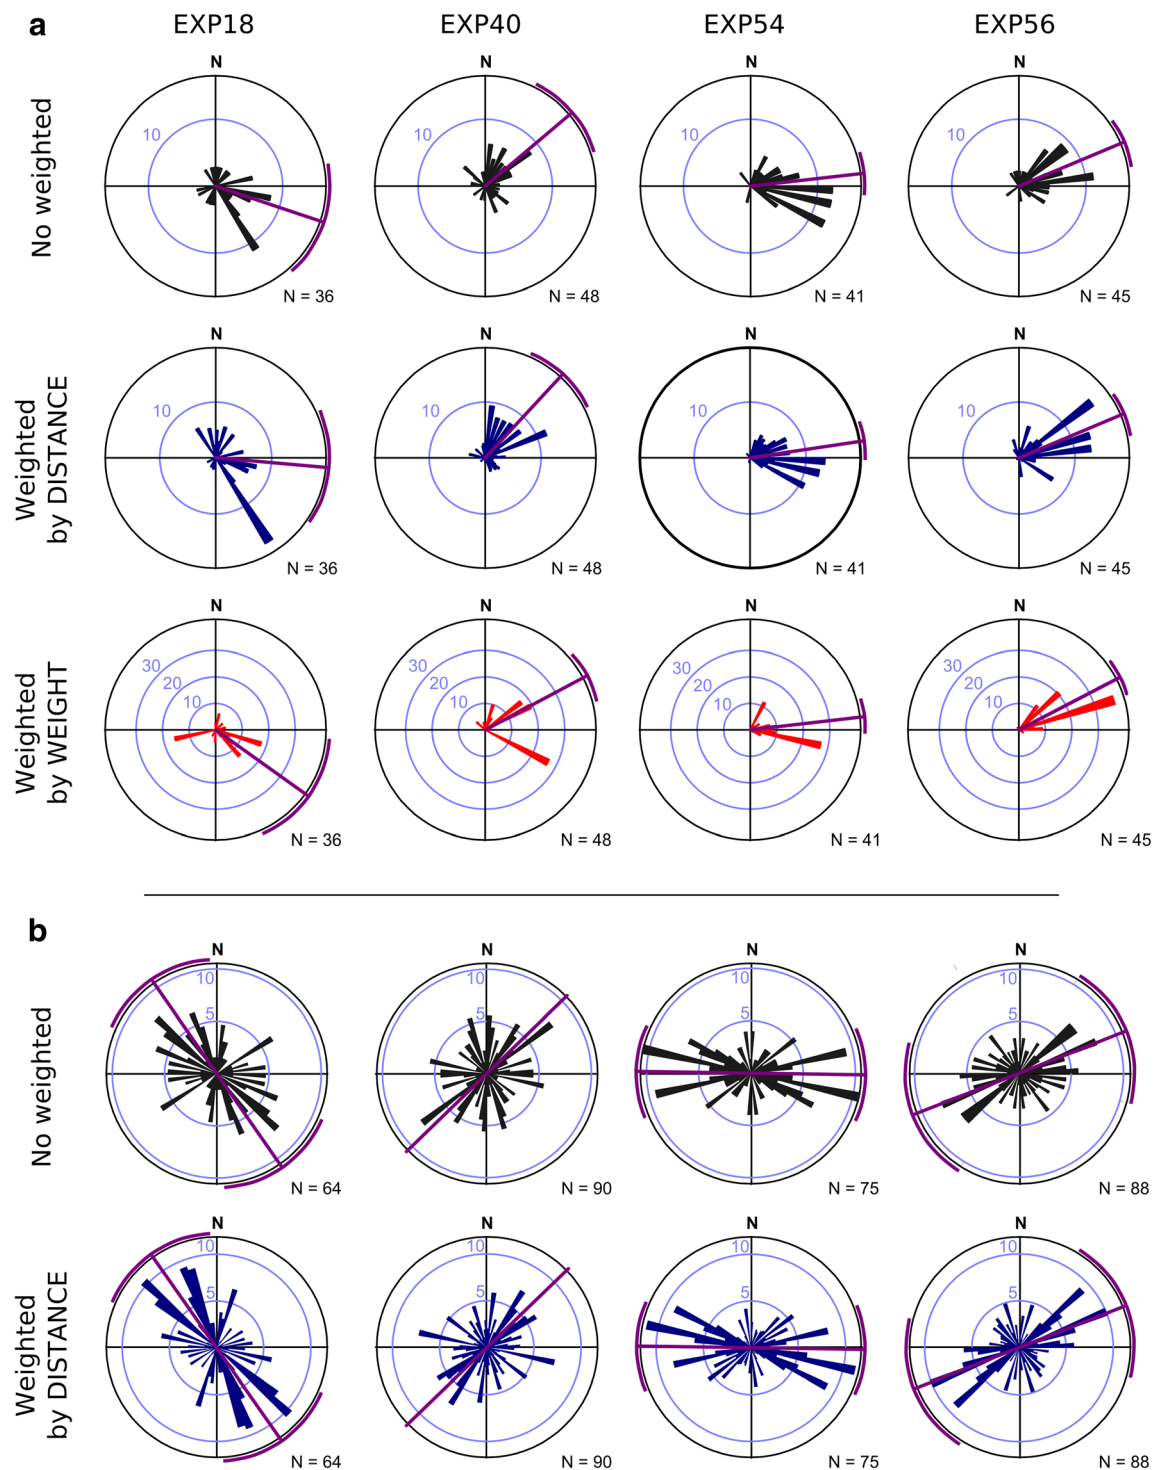 a
EXP18 EXP40 EXP54 EXP56
No weighted
N N N N
10 10 10 10
N = 36 N = 48 N = 41 N = 45
Weighted
by DISTANCE
N N N N
10 10 10 10
N = 36 N = 48 N = 41 N = 45
Weighted
by WEIGHT
N N N N
30 30 30 30
20 20 20 20
10 10 10 10
N = 36 N = 48 N = 41 N = 45
b
No weighted
N N N N
10 10 10 10
5 5 5 5
N = 64 N = 90 N = 75 N = 88
Weighted
by DISTANCE
N N N N
10 10 10 10
5 5 5 5
N = 64 N = 90 N = 75 N = 88